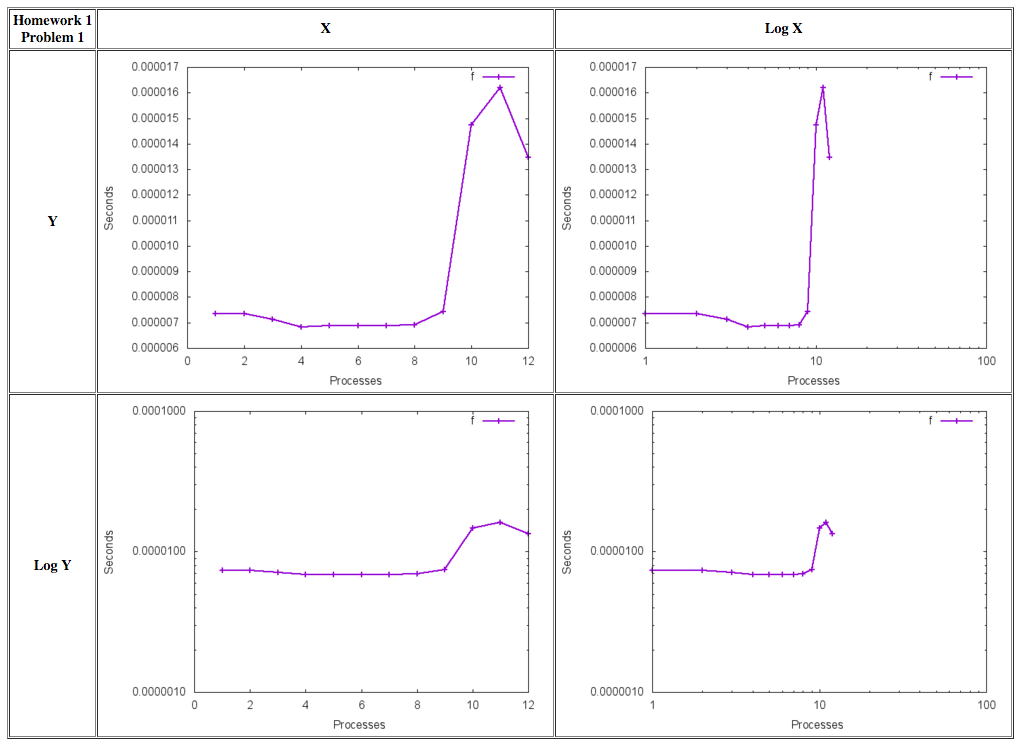 Homework 1
Problem 1
X
Log X
Y
0.000017
0.000016
0.000015
0.000014
0.000013
0.000012
0.000011
0.000010
0.000009
0.000008
0.000007
0.000006
Seconds
f
0 2 4 6 8 10 12
Processes
0.000017
0.000016
0.000015
0.000014
0.000013
0.000012
0.000011
0.000010
0.000009
0.000008
0.000007
0.000006
Seconds
f
1 10 100
Processes
Log Y
0.0001000
0.0000100
0.0000010
Seconds
f
0 2 4 6 8 10 12
Processes
0.0001000
0.0000100
0.0000010
Seconds
f
1 10 100
Processes